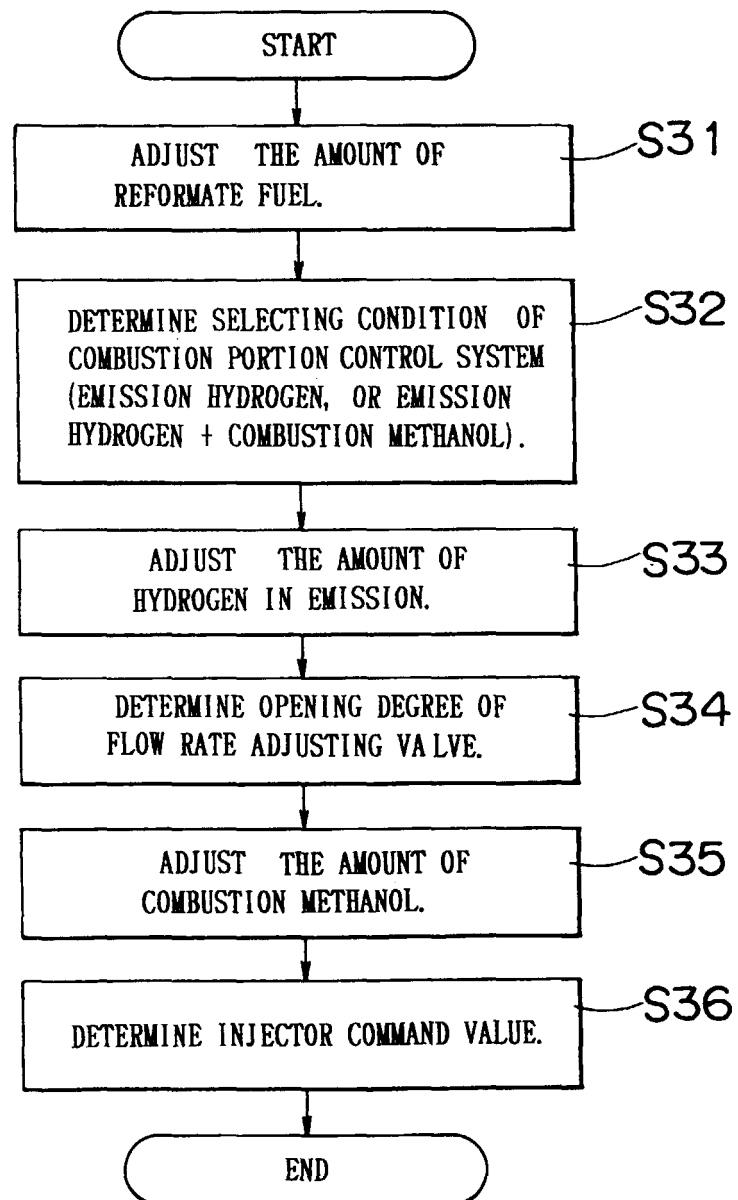 START
ADJUST THE AMOUNT OF
REFORMATE FUEL.
S31
DETERMINE SELECTING CONDITION OF
COMBUSTION PORTION CONTROL SYSTEM
(EMISSION HYDROGEN, OR EMISSION
HYDROGEN + COMBUSTION METHANOL).
S32
ADJUST THE AMOUNT OF
HYDROGEN IN EMISSION.
S33
DETERMINE OPENING DEGREE OF
FLOW RATE ADJUSTING VALVE.
S34
ADJUST THE AMOUNT OF
COMBUSTION METHANOL.
S35
DETERMINE INJECTOR COMMAND VALUE.
S36
END